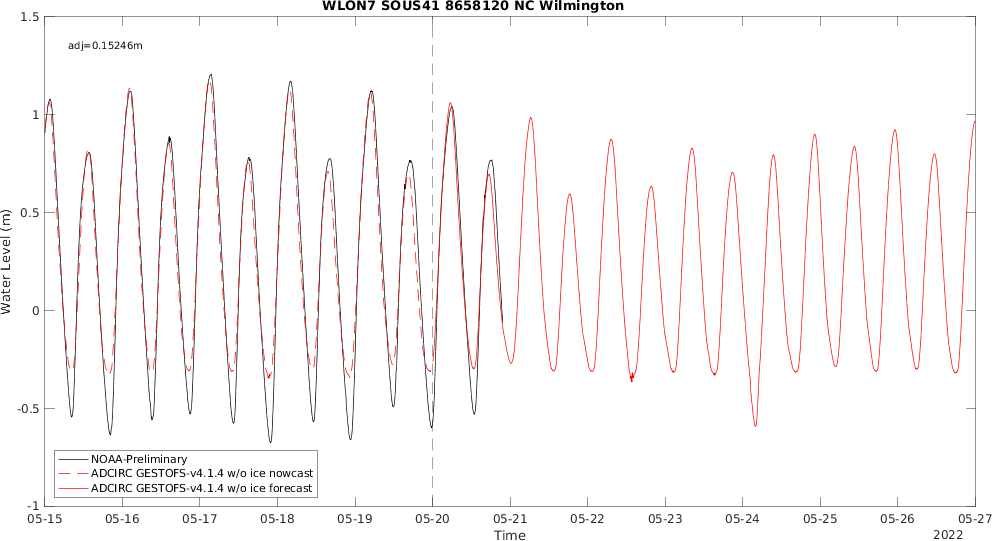 WLON7 SOUS41 8658120 NC Wilmington
1.5
adj=0.15246m
1
0.5
Water Level (m)
0
-0.5
NOAA-Preliminary
ADCIRC GESTOFS-v4.1.4 w/o ice nowcast
ADCIRC GESTOFS-v4.1.4 w/o ice forecast
-1
05-15 05-16 05-17 05-18 05-19 05-20 05-21 05-22 05-23 05-24 05-25 05-26 05-27
Time
2022